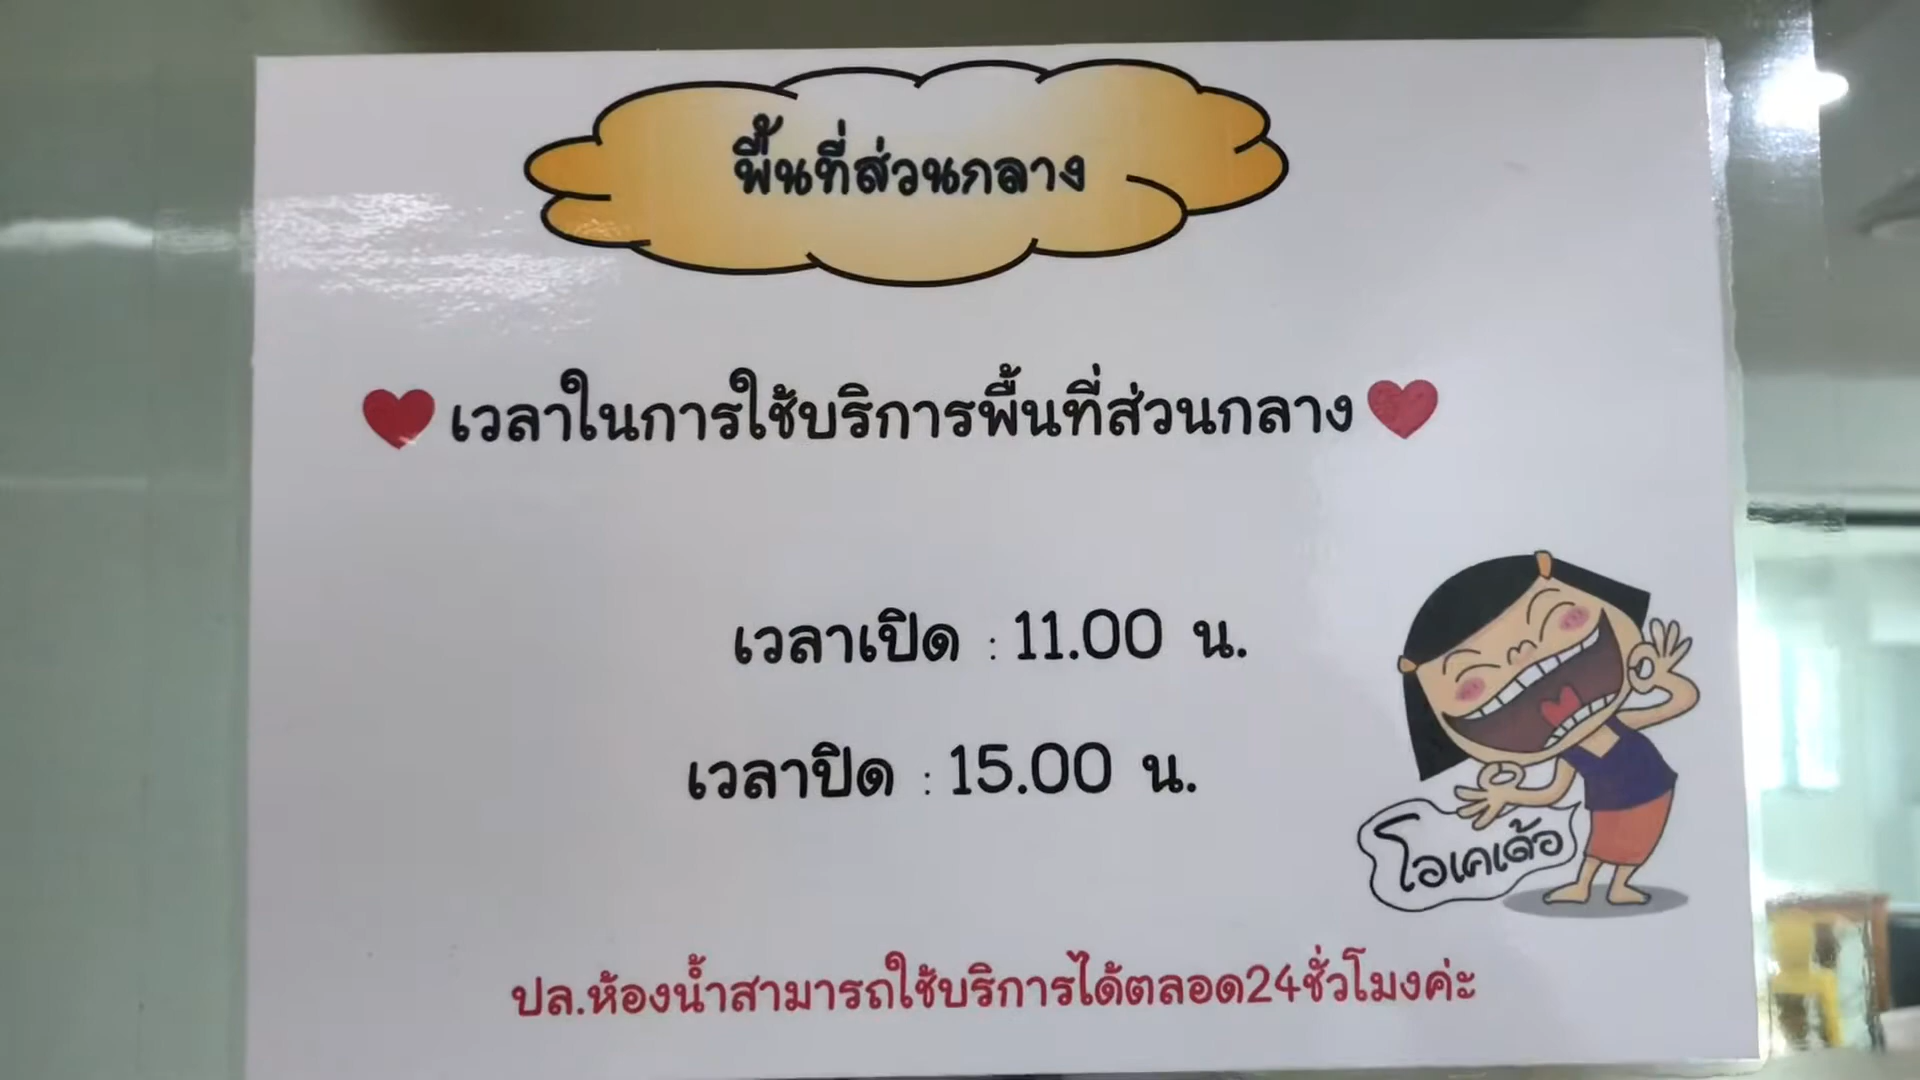 พื้นที่ส่วนกลาง
เวลาในการใช้บริการพื้นที่ส่วนกลาง
เวลาเปิด : 11.00 น.
เวลาปิด : 15.00 น.
โอเคเด้อ
ปล.ห้องน้ำสามารถใช้บริการได้ตลอด24ชั่วโมงค่ะ